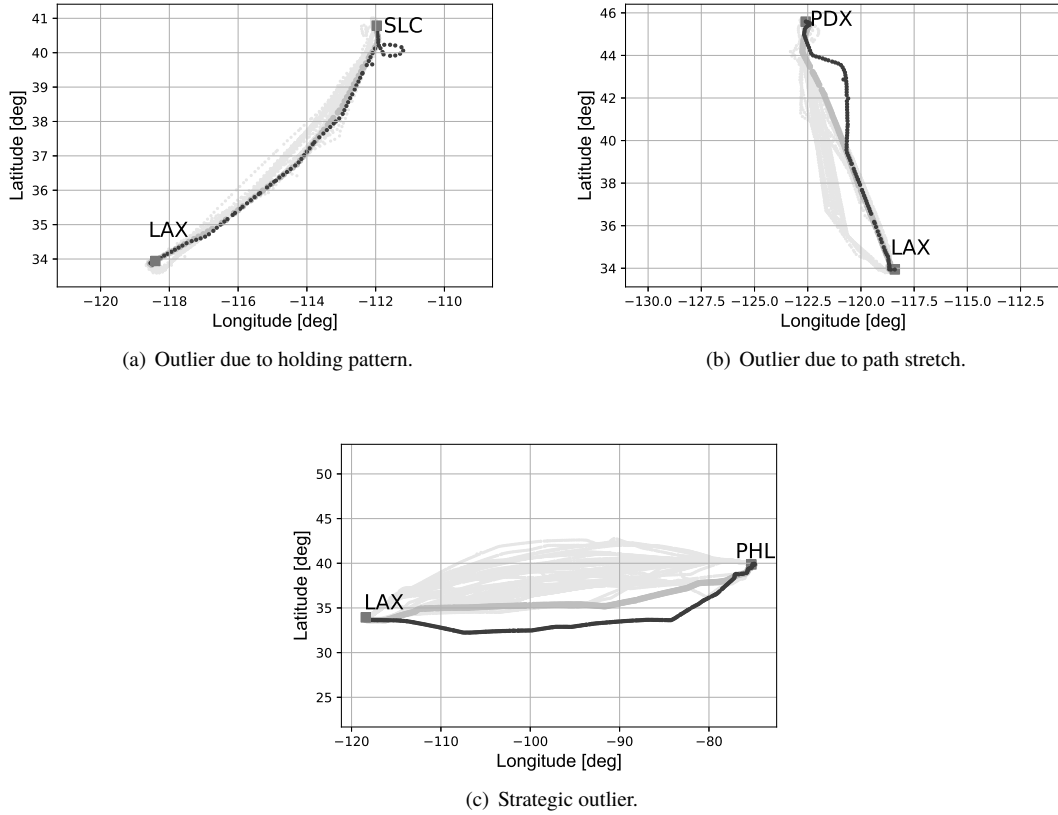 SLC
LAX
41
40
39
38
37
36
35
34
−120
−118
−116
−114
−112
−110
Latitude [deg]
Longitude [deg]
(a) Outlier due to holding pattern.
PDX
LAX
46
44
42
40
38
36
34
−130.0
−127.5
−125.0
−122.5
−120.0
−117.5
−115.0
−112.5
Latitude [deg]
Longitude [deg]
(b) Outlier due to path stretch.
PHL
LAX
50
45
40
35
30
25
−120
−110
−100
−90
−80
Latitude [deg]
Longitude [deg]
(c) Strategic outlier.